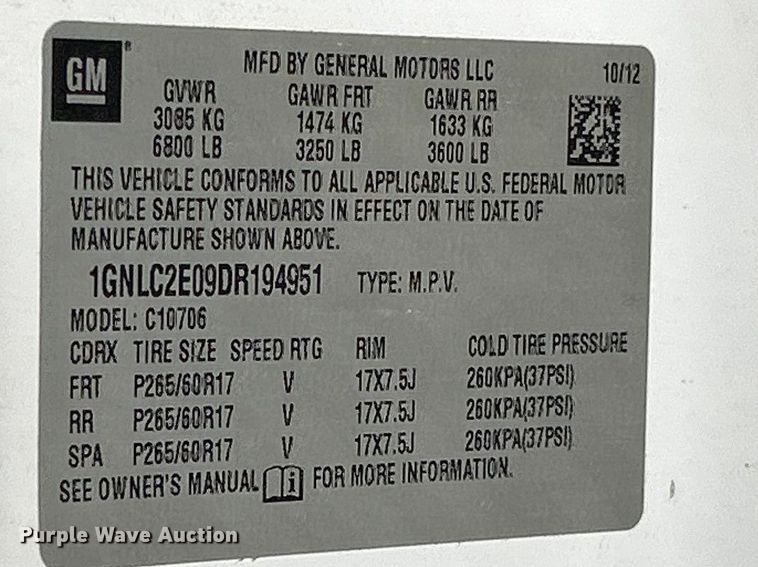 GM ®
MFD BY GENERAL MOTORS LLC 10/12
GVWR GAWR FRT GAWR RR
3085 KG 1474 KG 1633 KG
6800 LB 3250 LB 3600 LB
THIS VEHICLE CONFORMS TO ALL APPLICABLE U.S. FEDERAL MOTOR
VEHICLE SAFETY STANDARDS IN EFFECT ON THE DATE OF
MANUFACTURE SHOWN ABOVE.
1GNLC2E09DR194951 TYPE: M.P.V.
MODEL: C10706
CDRX TIRE SIZE SPEED RTG RIM COLD TIRE PRESSURE
FRT P265/60R17 V 17X7.5J 260KPA(37PSI)
RR P265/60R17 V 17X7.5J 260KPA(37PSI)
SPA P265/60R17 V 17X7.5J 260KPA(37PSI)
SEE OWNER'S MANUAL i FOR MORE INFORMATION.
Purple Wave Auction